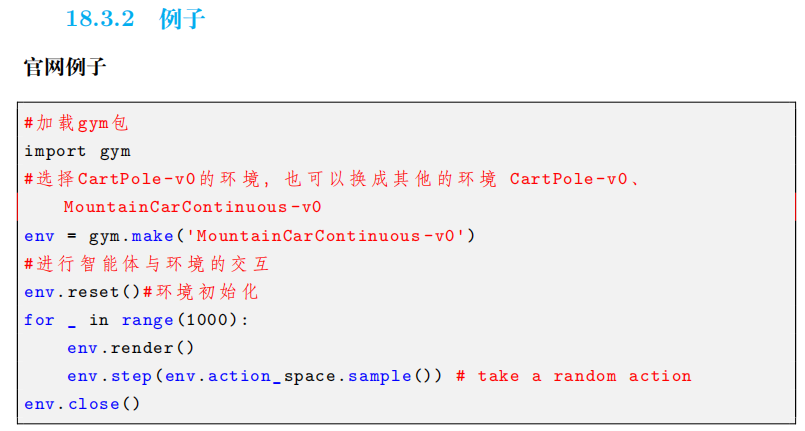 18.3.2 例子
官网例子
#加载gym包
import gym
#选择CartPole-v0的环境，也可以换成其他的环境 CartPole-v0、
MountainCarContinuous-v0
env = gym.make('MountainCarContinuous-v0')
#进行智能体与环境的交互
env.reset()#环境初始化
for _ in range(1000):
env.render()
env.step(env.action_space.sample()) # take a random action
env.close()